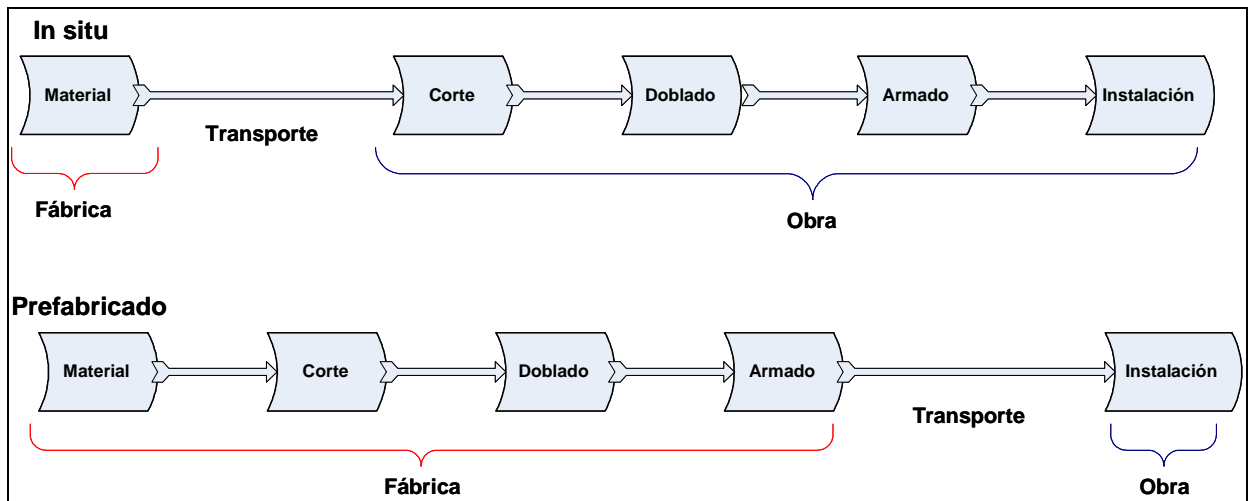 In situ
Material
Corte
Doblado
Armado
Instalación
Transporte
Fábrica
Obra
Prefabricado
Material
Corte
Doblado
Armado
Instalación
Transporte
Fábrica
Obra